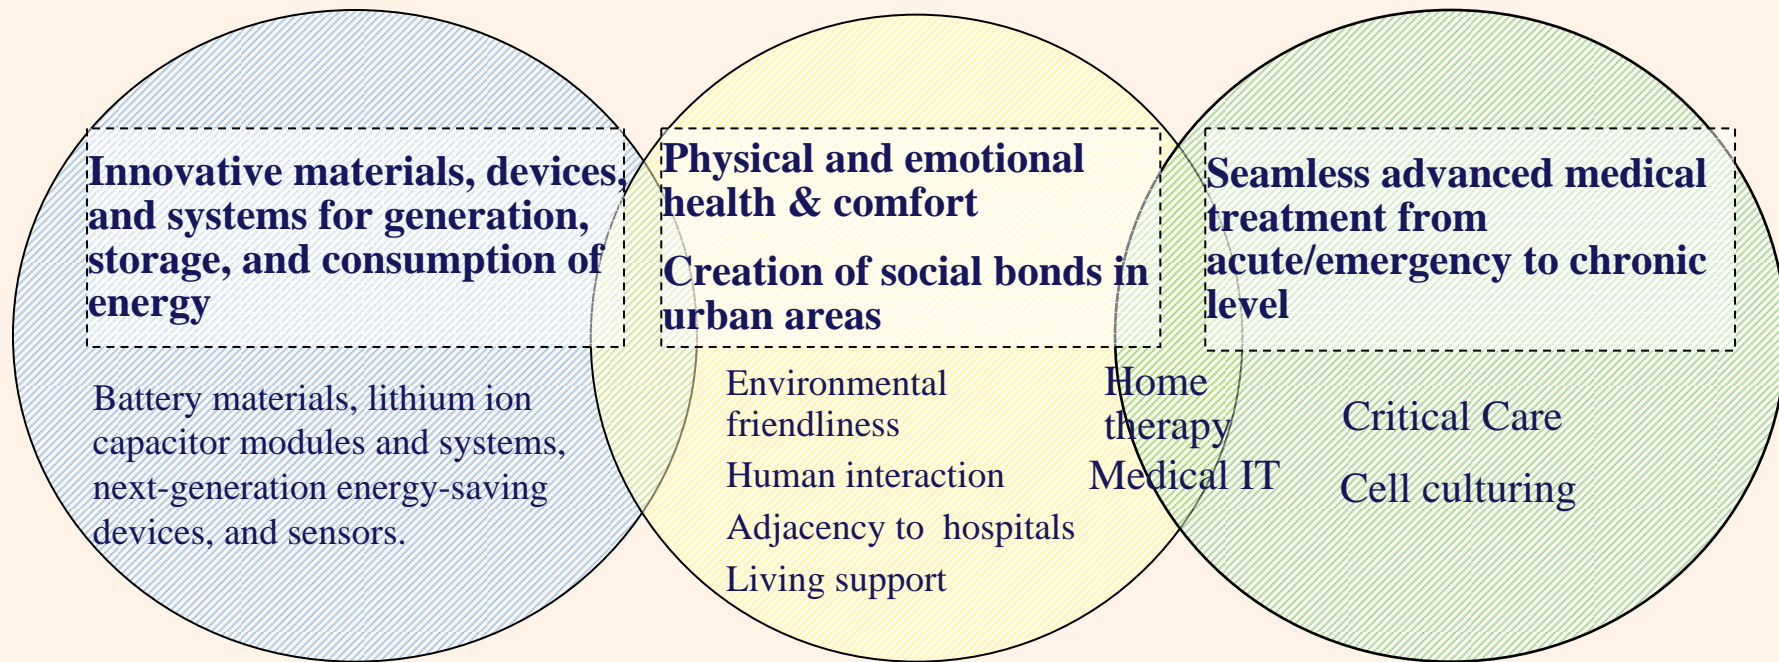 Innovative materials, devices,
and systems for generation,
storage, and consumption of
energy
Battery materials, lithium ion
capacitor modules and systems,
next-generation energy-saving
devices, and sensors.
Physical and emotional
health & comfort
Creation of social bonds in
urban areas
Environmental
friendliness
Human interaction
Adjacency to  hospitals
Living support
Home
therapy
Medical IT
Seamless advanced medical
treatment from
acute/emergency to chronic
level
Critical Care
Cell culturing